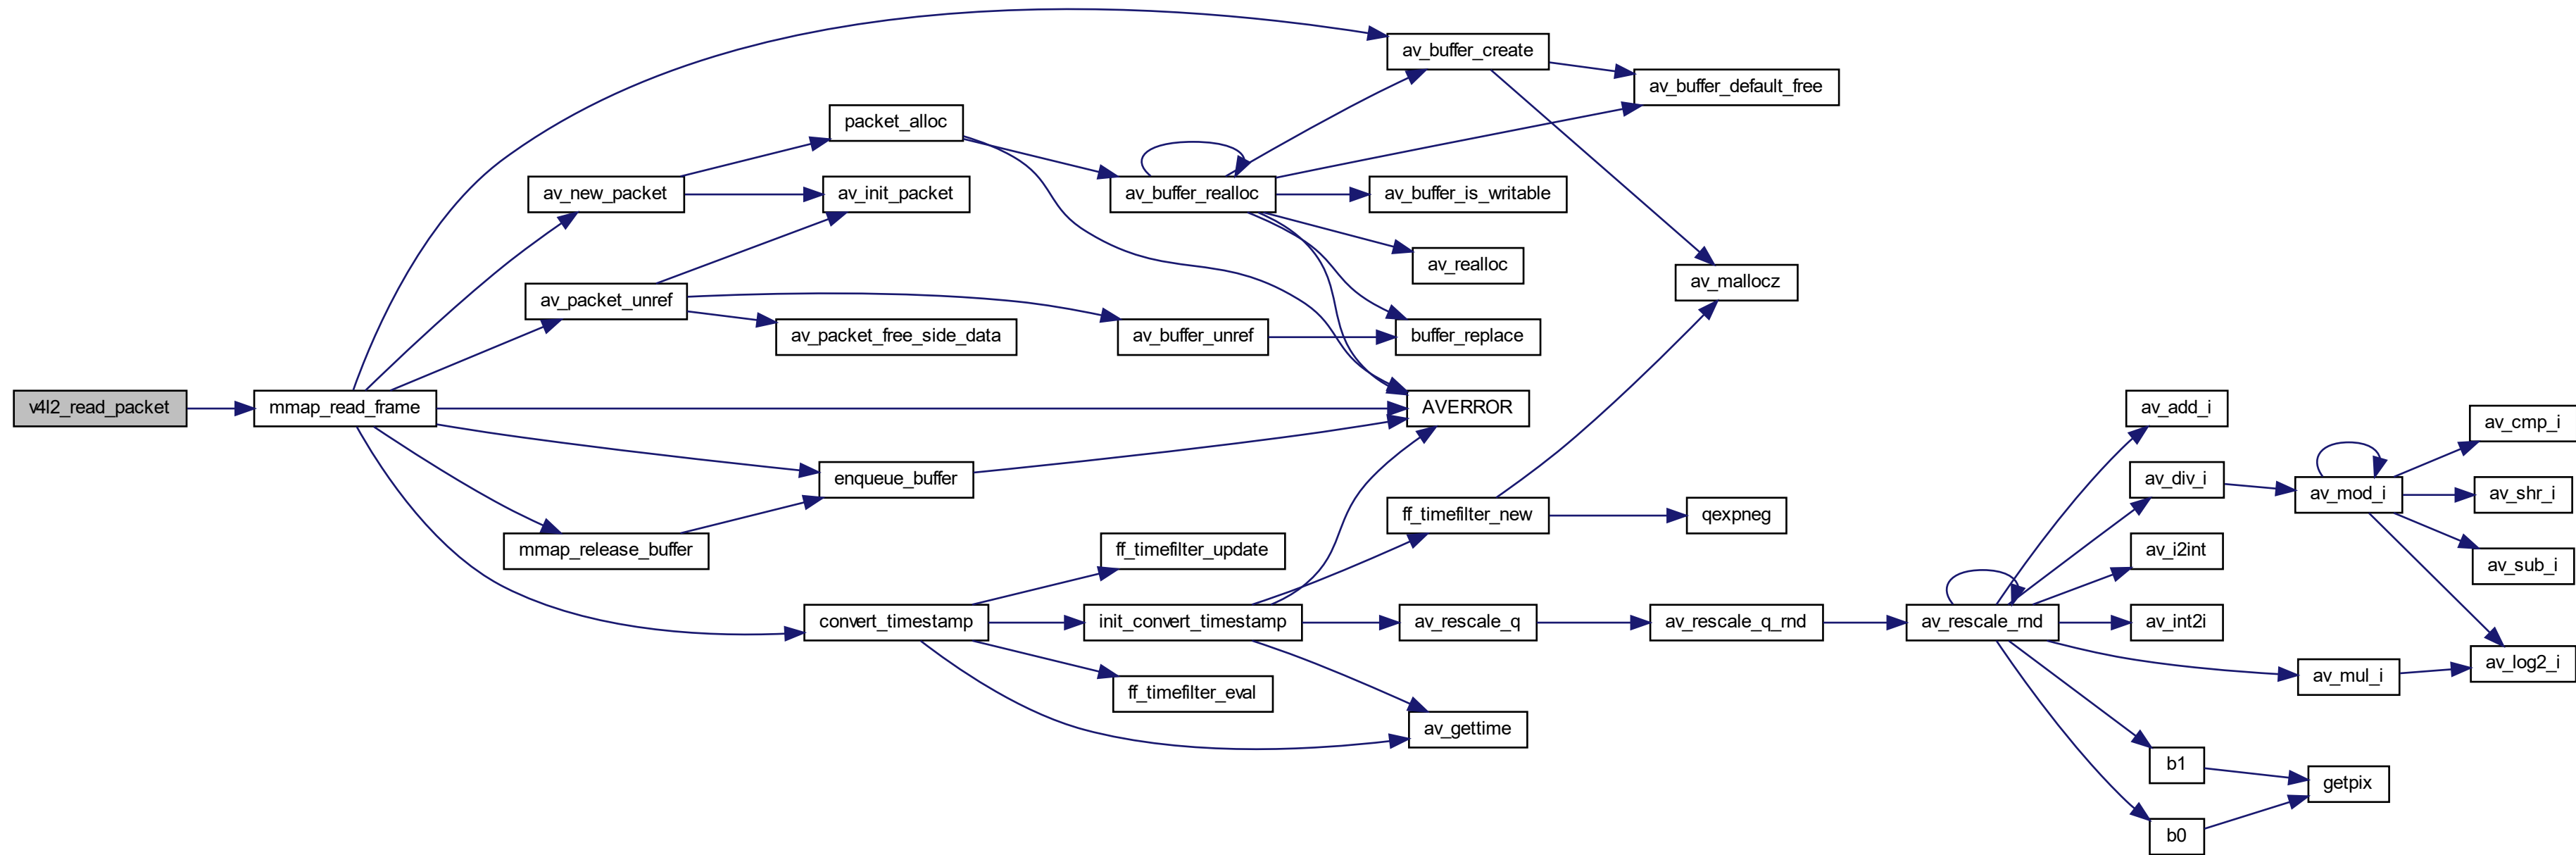 v4l2_read_packet
mmap_read_frame
av_new_packet
av_packet_unref
mmap_release_buffer
packet_alloc
av_init_packet
av_packet_free_side_data
enqueue_buffer
convert_timestamp
av_buffer_realloc
av_buffer_unref
ff_timefilter_update
init_convert_timestamp
ff_timefilter_eval
av_buffer_create
av_buffer_is_writable
av_realloc
buffer_replace
AVERROR
ff_timefilter_new
av_rescale_q
av_gettime
av_buffer_default_free
av_mallocz
qexpneg
av_rescale_q_rnd
av_rescale_rnd
av_add_i
av_div_i
av_i2int
av_int2i
av_mul_i
b1
b0
av_mod_i
getpix
av_cmp_i
av_shr_i
av_sub_i
av_log2_i